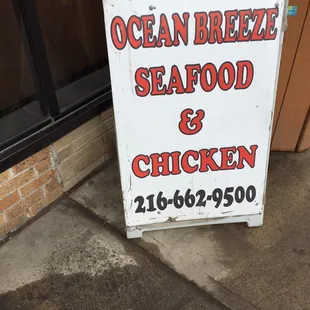 OCEAN BREEZE
SEAFOOD
&
CHICKEN
216-662-9500